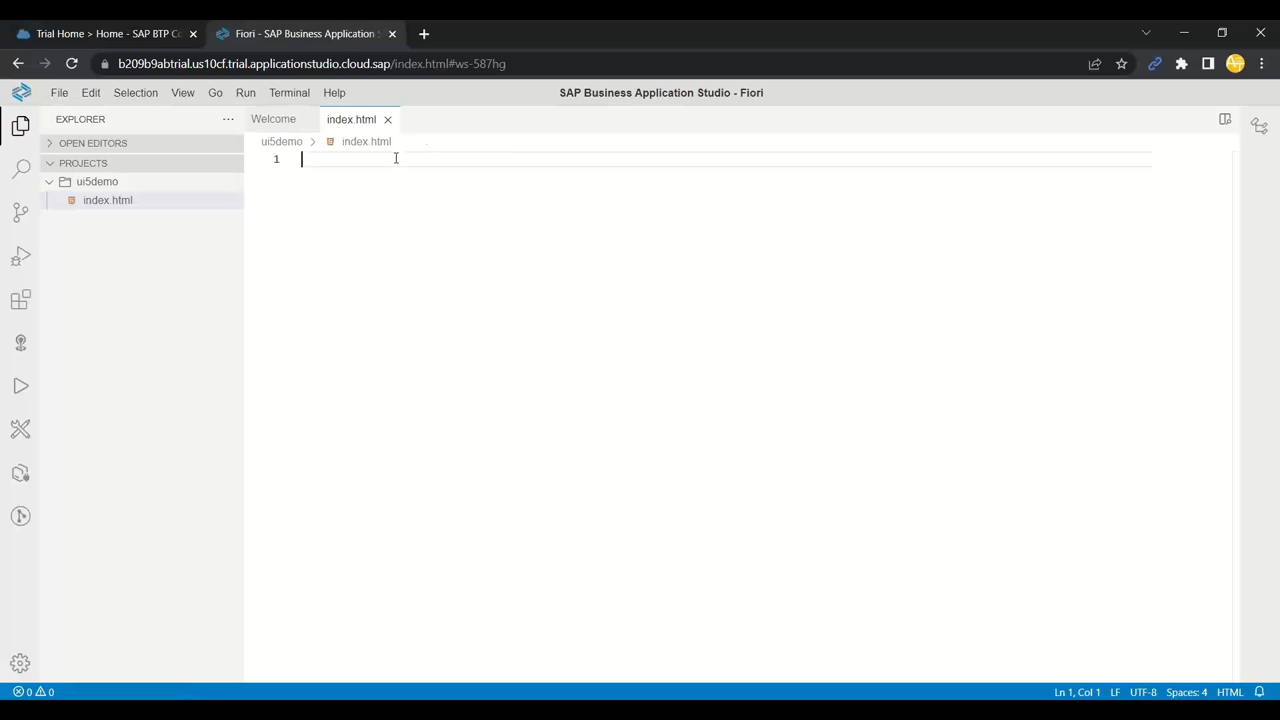 Trial Home > Home - SAP BTP Co
Fiori - SAP Business Application S
b209b9abtrial.us10cf.trial.applicationstudio.cloud.sap/index.html#ws-587hg
File Edit Selection View Go Run Terminal Help
SAP Business Application Studio - Fiori
EXPLORER
Welcome
index.html
OPEN EDITORS
ui5demo > index.html
PROJECTS
1
ui5demo
index.html
0 0
Ln 1, Col 1 LF UTF-8 Spaces: 4 HTML